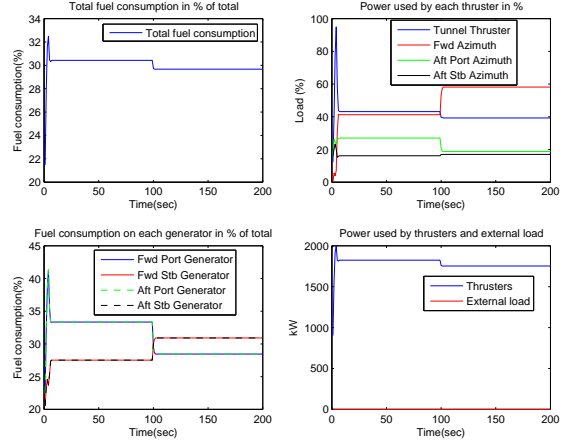 Total fuel consumption in % of total
Total fuel consumption
Fuel consumption(%)
34
32
30
28
26
24
22
20
0
50
100
150
200
Time(sec)
Power used by each thruster in %
Tunnel Thruster
Fwd Azimuth
Aft Port Azimuth
Aft Stb Azimuth
Load (%)
100
80
60
40
20
0
0
50
100
150
200
Time(sec)
Fuel consumption on each generator in % of total
Fwd Port Generator
Fwd Stb Generator
Aft Port Generator
Aft Stb Generator
Fuel consumption(%)
45
40
35
30
25
20
0
50
100
150
200
Time(sec)
Power used by thrusters and external load
Thrusters
External load
kW
2000
1500
1000
500
0
0
50
100
150
200
Time(sec)